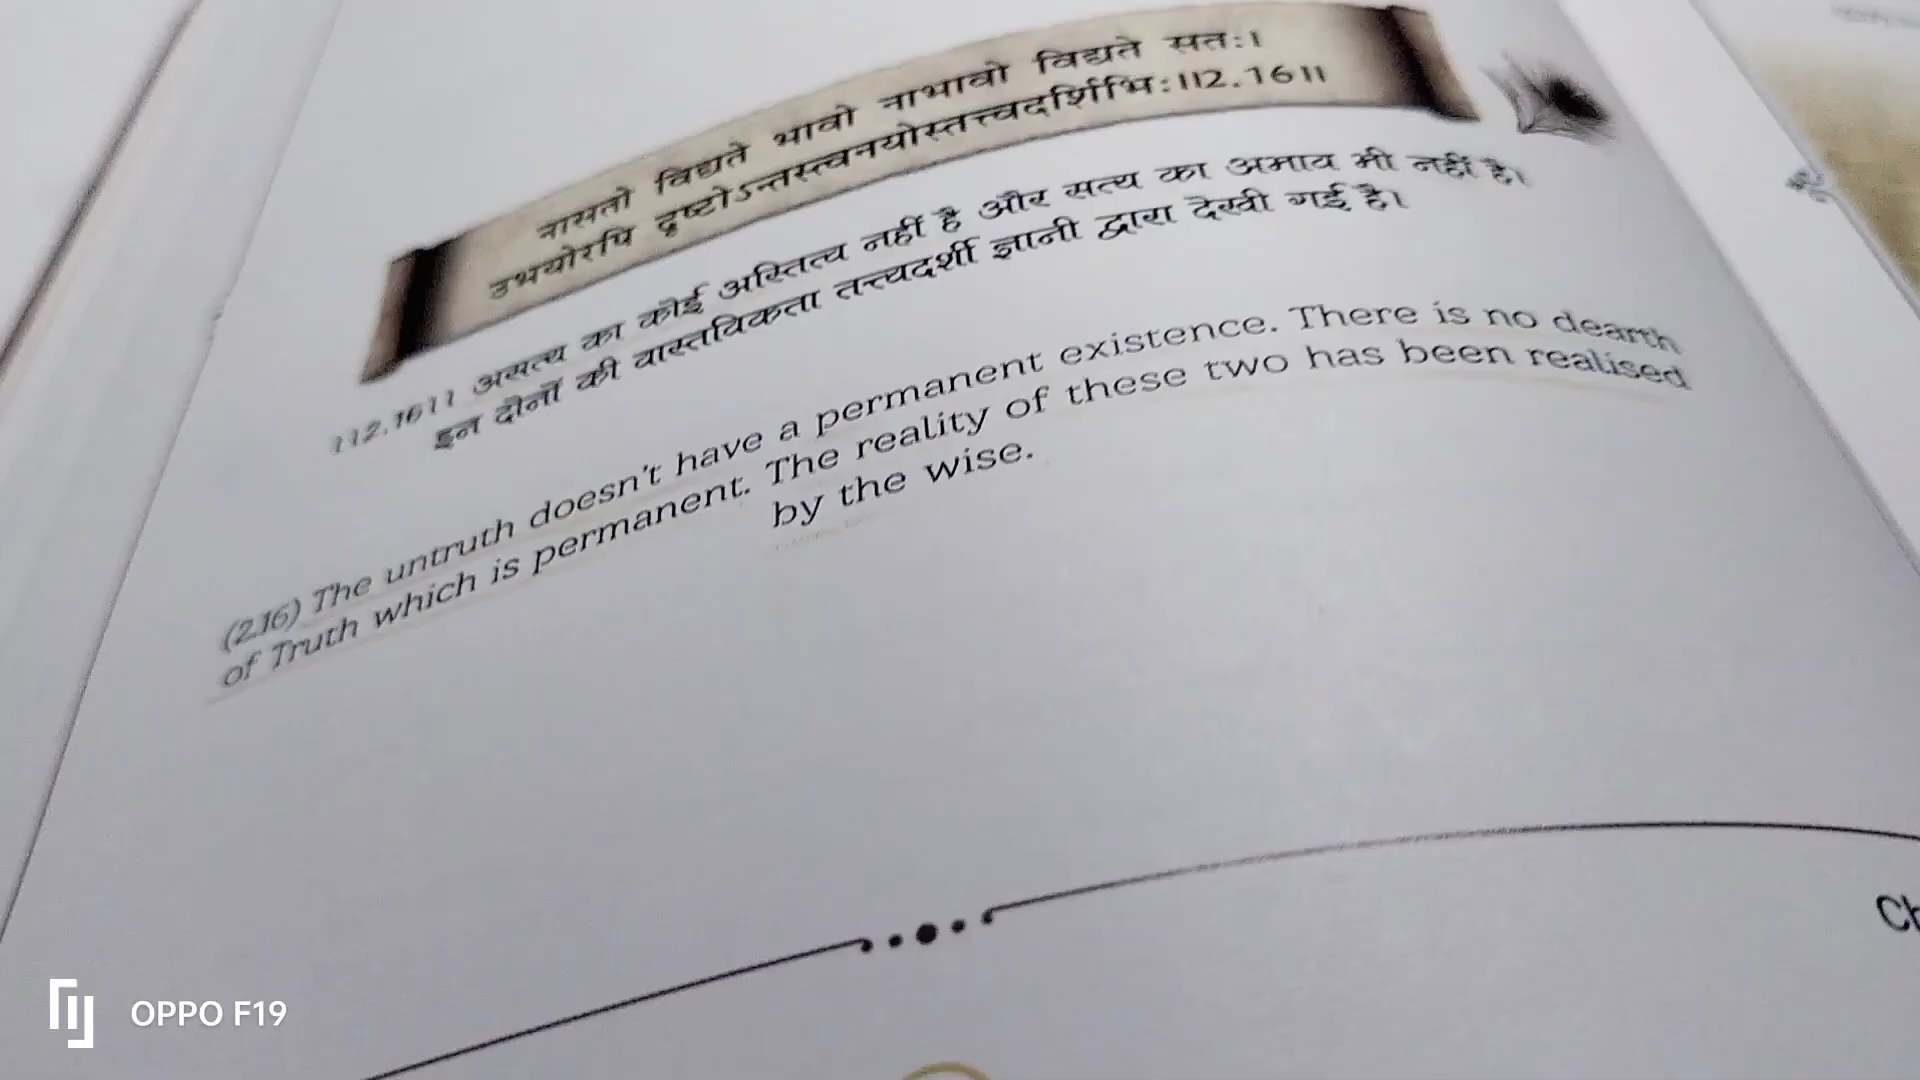 नासतो विद्यते भावो नाभावो विद्यते सतः।
उभयोरपि दृष्टोऽन्तस्त्वनयोस्तत्त्वदर्शिभिः।।2.16।।
।।2.16।। असत्य का कोई अस्तित्व नहीं है और सत्य का अभाव भी नहीं है।
इन दोनों की वास्तविकता तत्त्वदर्शी ज्ञानी द्वारा देखी गई है।
(2.16) The untruth doesn't have a permanent existence. There is no dearth
of Truth which is permanent. The reality of these two has been realised
by the wise.
OPPO F19